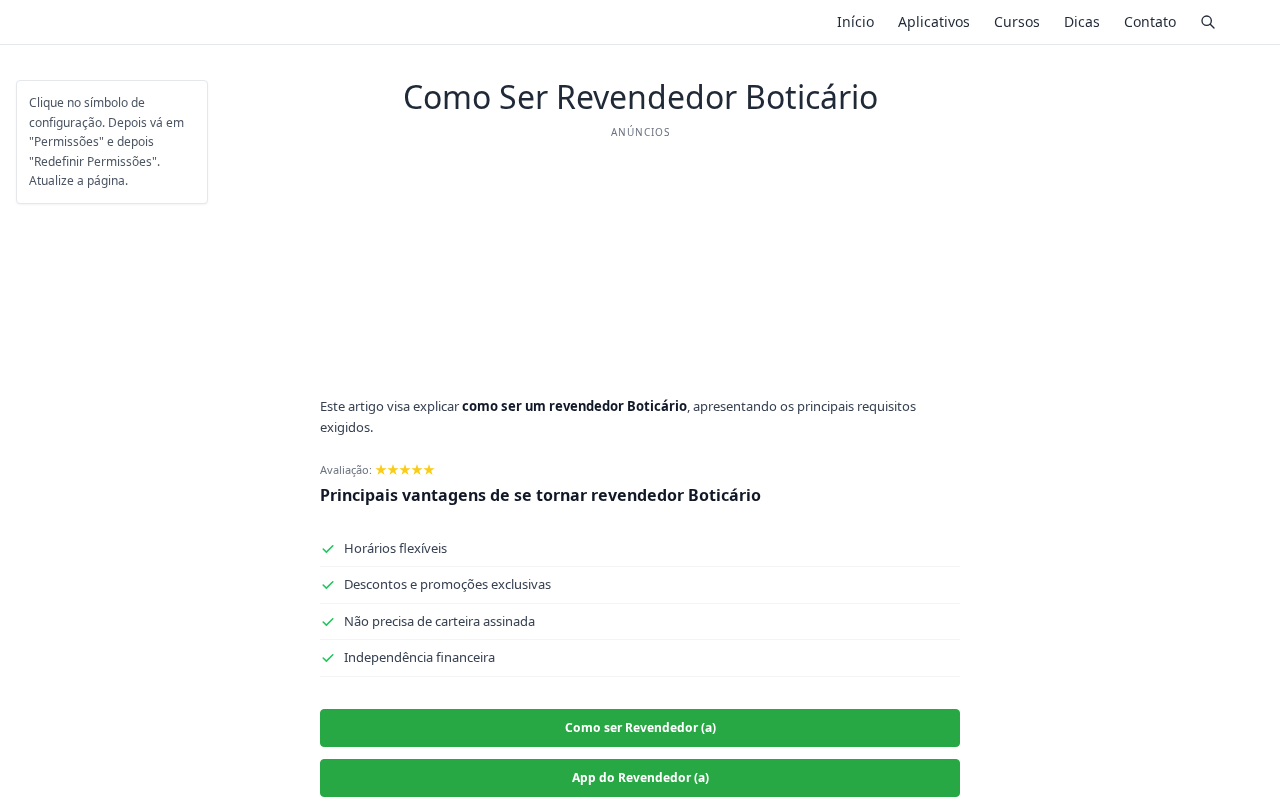 Início Aplicativos Cursos Dicas Contato
Clique no símbolo de
configuração. Depois vá em
"Permissões" e depois
"Redefinir Permissões".
Atualize a página.
Como Ser Revendedor Boticário
ANÚNCIOS
Este artigo visa explicar como ser um revendedor Boticário, apresentando os principais requisitos
exigidos.
Avaliação: ★★★★★
Principais vantagens de se tornar revendedor Boticário
Horários flexíveis
Descontos e promoções exclusivas
Não precisa de carteira assinada
Independência financeira
Como ser Revendedor (a)
App do Revendedor (a)